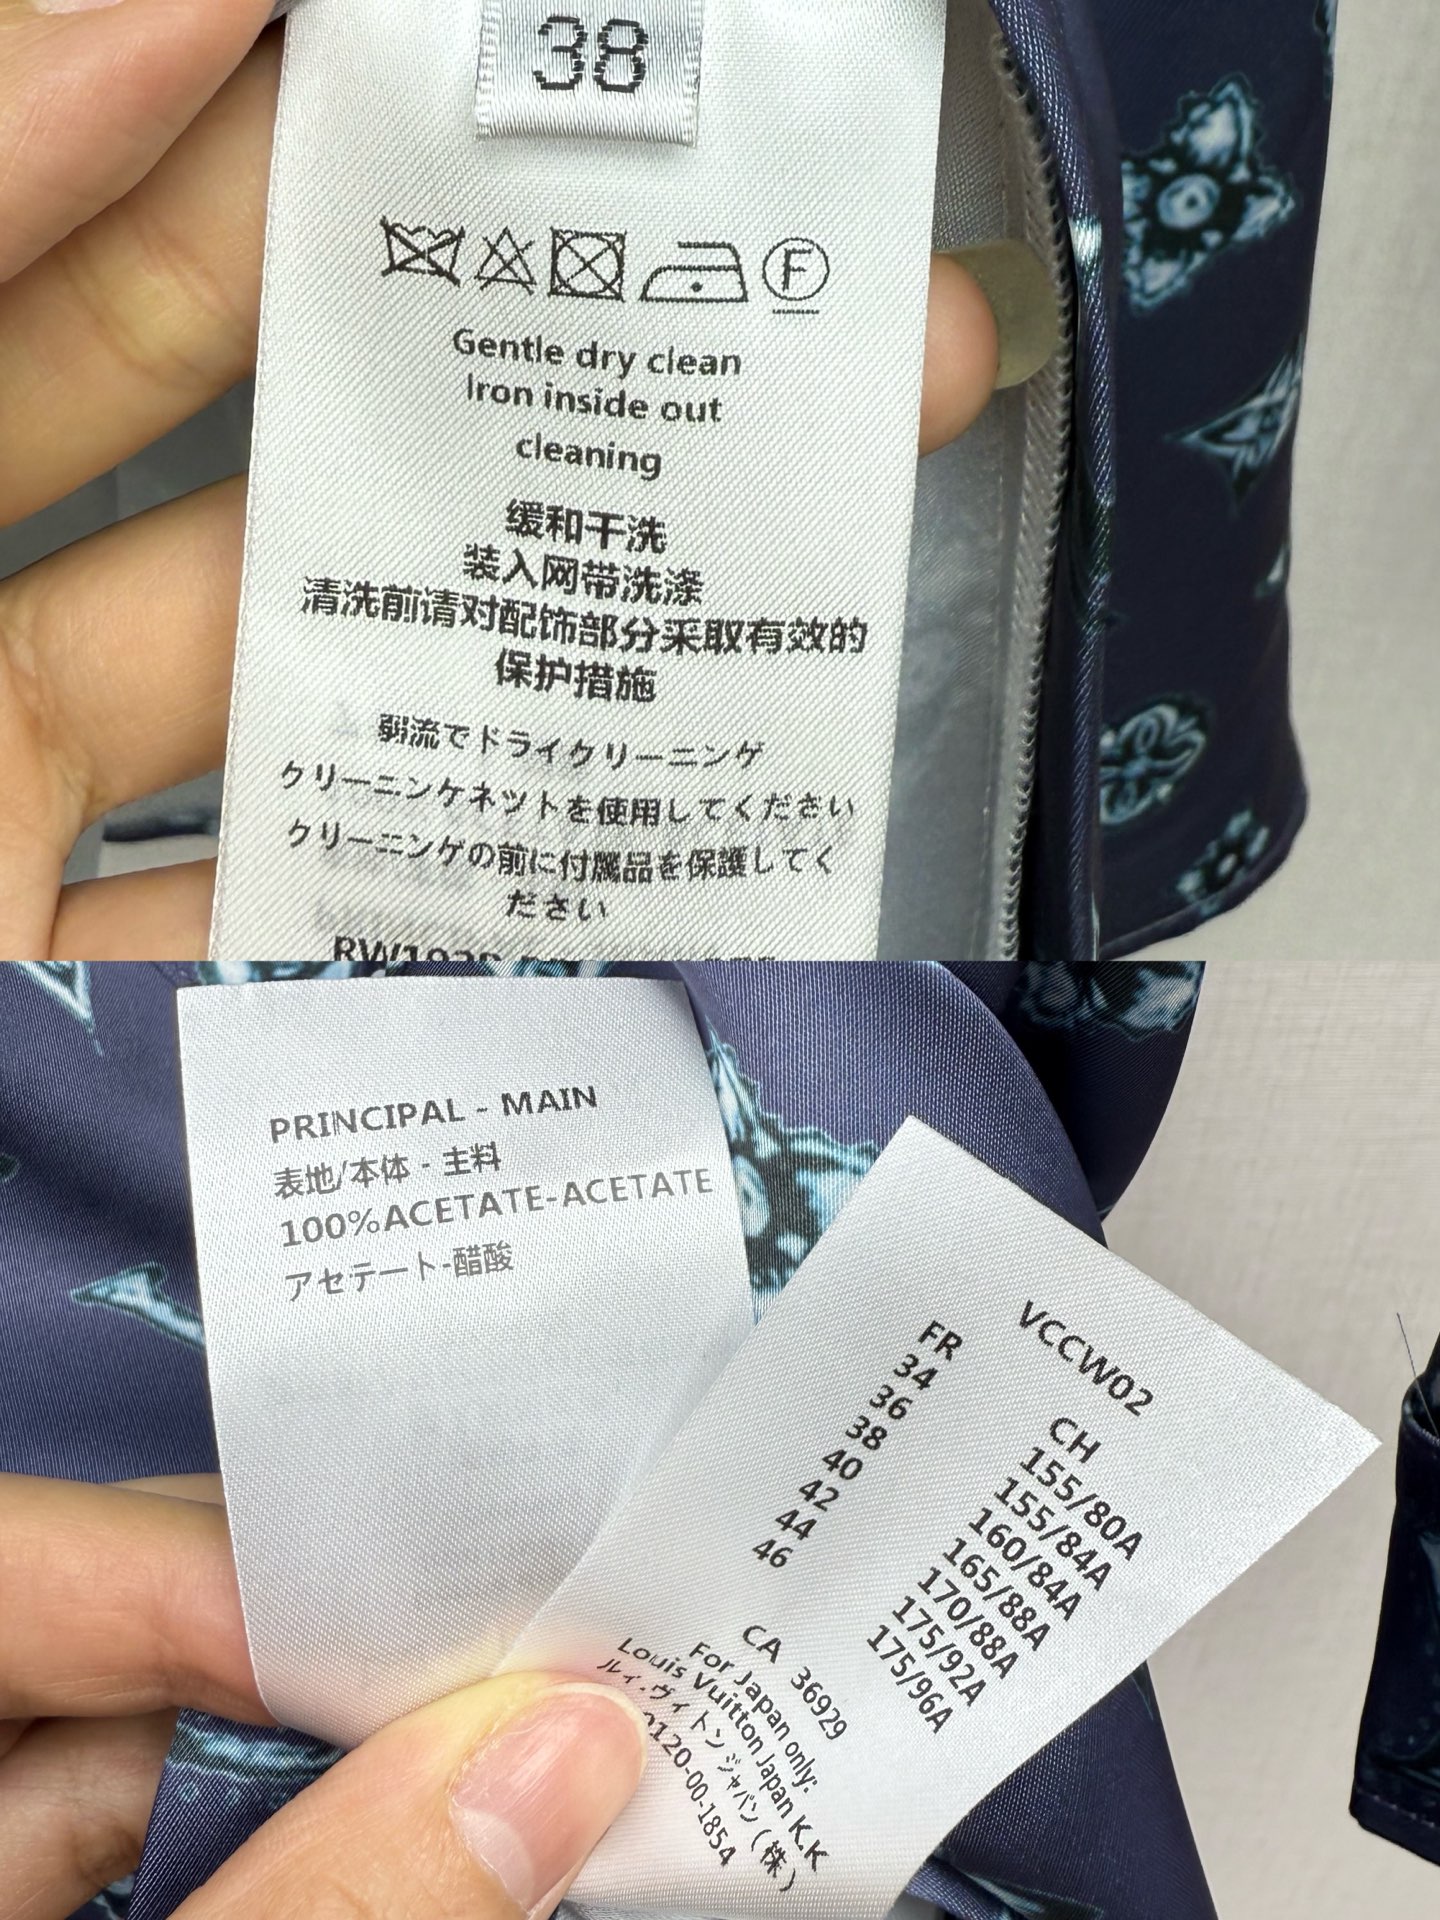 38
F
Gentle dry clean
Iron inside out
cleaning
缓和干洗
装入网带洗涤
清洗前请对配饰部分采取有效的
保护措施
弱流でドライクリーニンゲ
クリーニンケネットを使用してください
クリーニンゲの前に付属品を保護してく
ださい
PRINCIPAL - MAIN
表地/本体 - 主料
100%ACETATE-ACETATE
アセテート-醋酸
VCCW02
FR CH
34 155/80A
36 155/84A
38 160/84A
40 165/88A
42 170/88A
44 175/92A
46 175/96A
CA 36929
For Japan only:
Louis Vuitton Japan K.K
ルイ.ヴィトンジャパン(株)
0120-00-1854